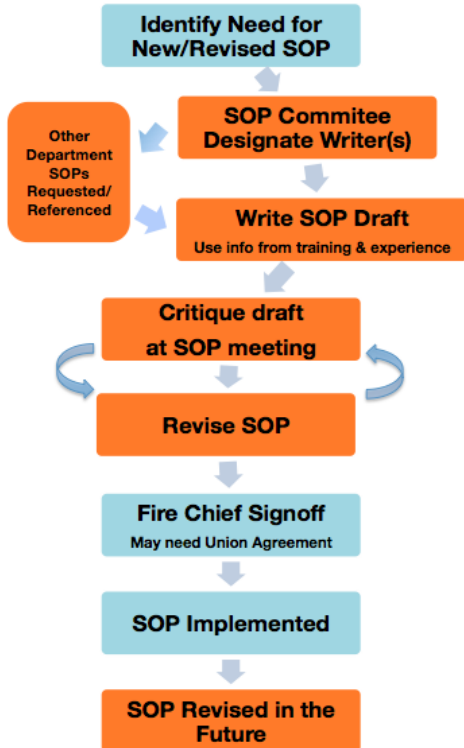 Identify Need for
New/Revised SOP
SOP Commitee
Designate Writer(s)
Other
Department
SOPs
Requested/
Referenced
Write SOP Draft
Use info from training & experience
Critique draft
at SOP meeting
Revise SOP
Fire Chief Signoff
May need Union Agreement
SOP Implemented
SOP Revised in the
Future